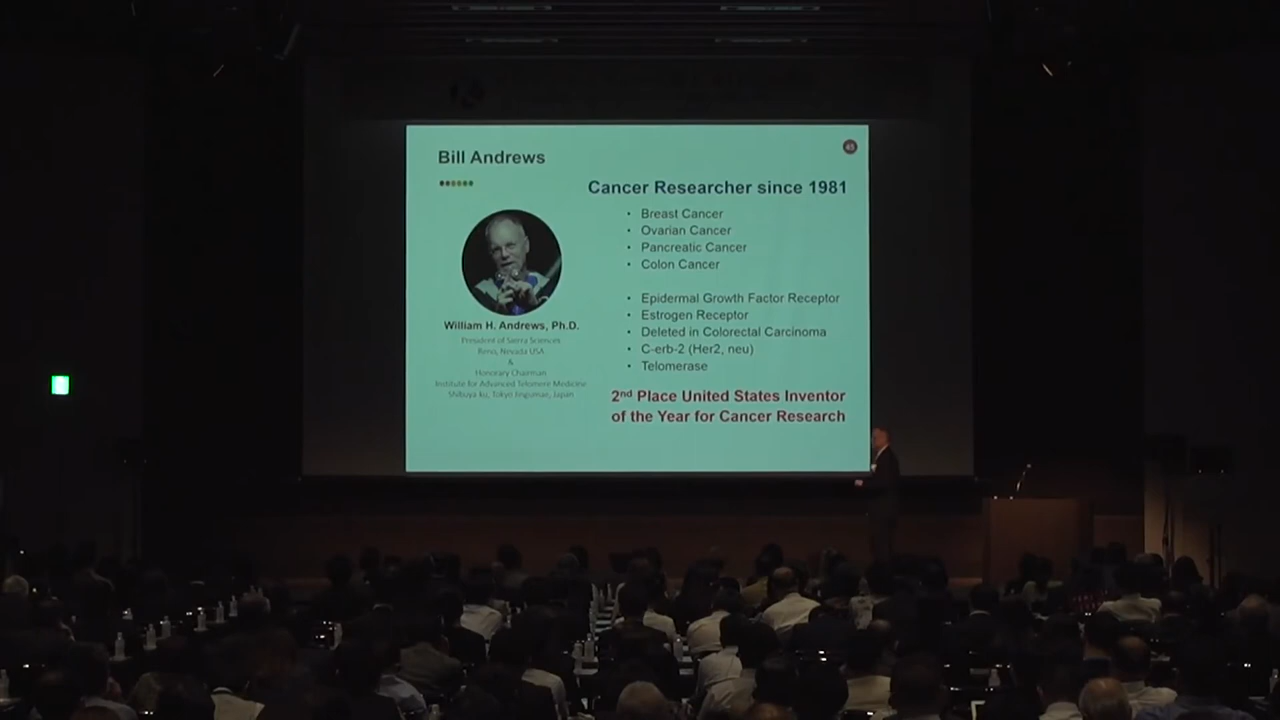 Bill Andrews
45
Cancer Researcher since 1981
• Breast Cancer
• Ovarian Cancer
• Pancreatic Cancer
• Colon Cancer
• Epidermal Growth Factor Receptor
• Estrogen Receptor
• Deleted in Colorectal Carcinoma
• C-erb-2 (Her2, neu)
• Telomerase
2nd Place United States Inventor
of the Year for Cancer Research
William H. Andrews, Ph.D.
President of Sierra Sciences
Reno, Nevada USA
&
Honorary Chairman
Institute for Advanced Telomere Medicine
Shibuya ku, Tokyo Jingumae, Japan